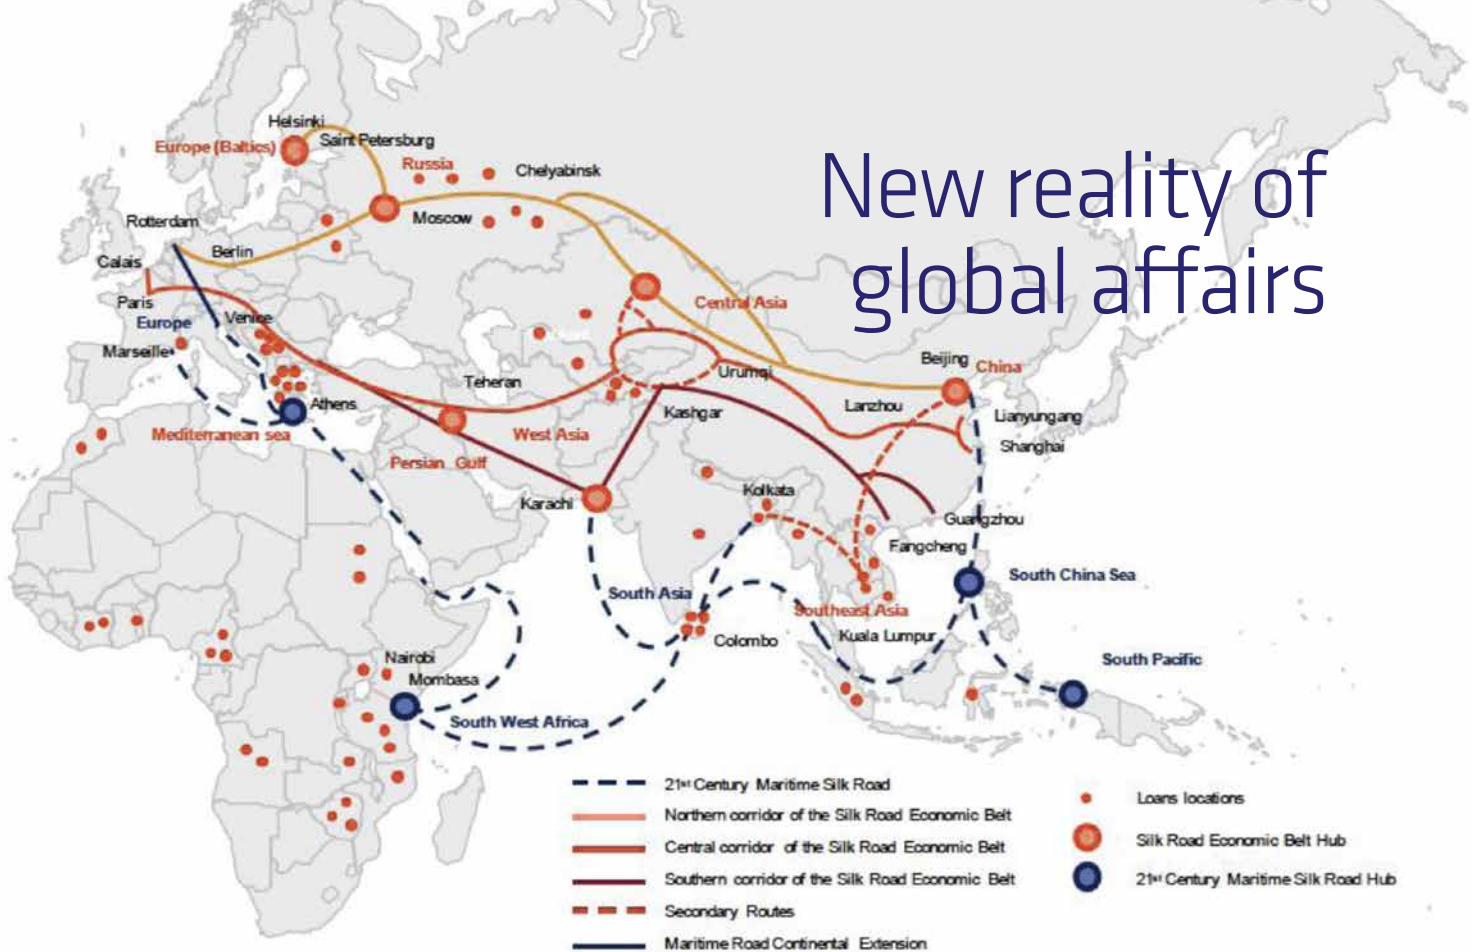 New reality of
global affairs
Helsinki
Europe (Baltics)
Saint Petersburg
Russia
Chelyabinsk
Rotterdam
Moscow
Berlin
Calais
Paris
Europe
Venice
Marseille
Central Asia
Teheran
Urumqi
Beijing
China
Athens
Kashgar
Lanzhou
Lianyungang
Mediterranean sea
West Asia
Shanghai
Persian Gulf
Karachi
Kolkata
Guangzhou
Fangcheng
South Asia
South China Sea
Southeast Asia
Colombo
Kuala Lumpur
Nairobi
Mombasa
South Pacific
South West Africa
21st Century Maritime Silk Road
Northern corridor of the Silk Road Economic Belt
Central corridor of the Silk Road Economic Belt
Southern corridor of the Silk Road Economic Belt
Secondary Routes
Maritime Road Continental Extension
Loans locations
Silk Road Economic Belt Hub
21st Century Maritime Silk Road Hub